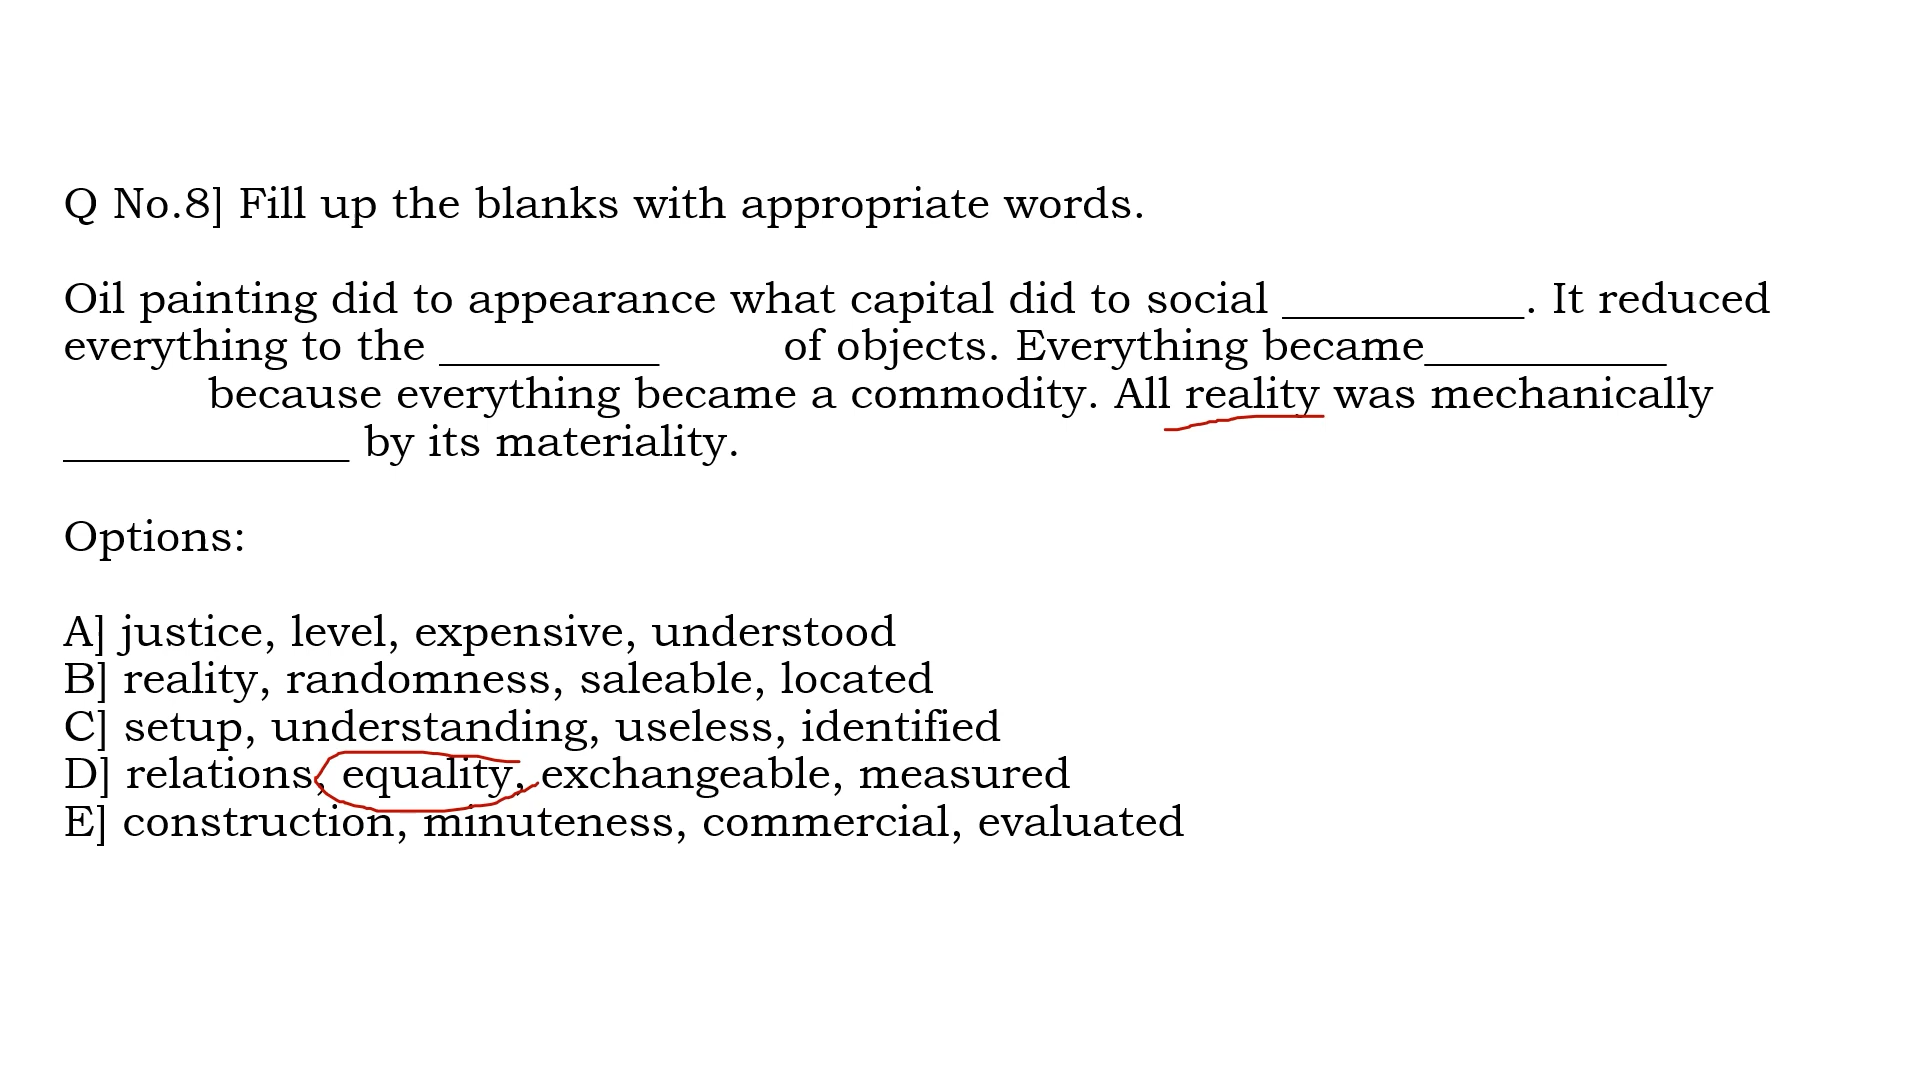 Q No.8] Fill up the blanks with appropriate words.
Oil painting did to appearance what capital did to social ___________. It reduced
everything to the __________ of objects. Everything became___________
because everything became a commodity. All reality was mechanically
_____________ by its materiality.
Options:
A] justice, level, expensive, understood
B] reality, randomness, saleable, located
C] setup, understanding, useless, identified
D] relations, equality, exchangeable, measured
E] construction, minuteness, commercial, evaluated